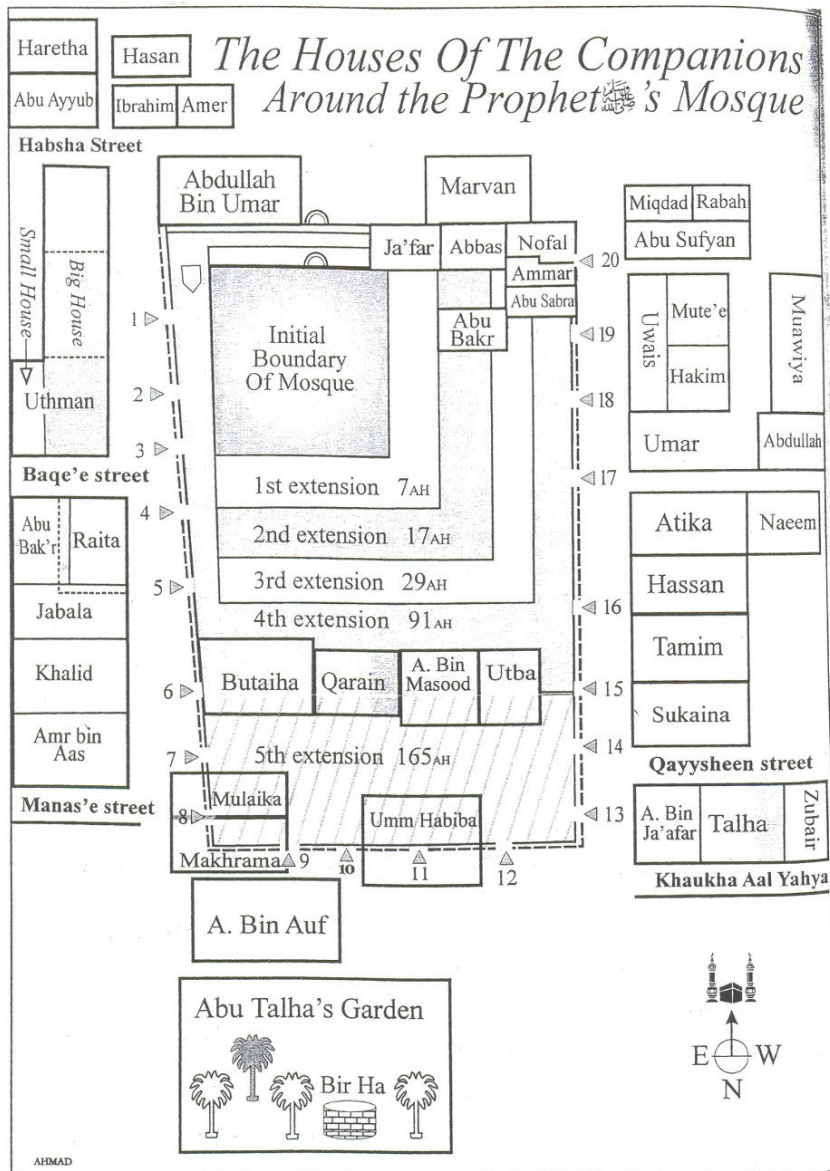 The Houses Of The Companions
Around the Prophetﷺ's Mosque
Haretha
Abu Ayyub
Hasan
Ibrahim
Amer
Habsha Street
Small House
Big House
Uthman
Baqe'e street
Abu
Bak'r
Raita
Jabala
Khalid
Amr bin
Aas
Manas'e street
Abdullah
Bin Umar
Marvan
Ja'far
Abbas
Nofal
Ammar
Abu Sabra
Abu
Bakr
Initial
Boundary
Of Mosque
1st extension 7AH
2nd extension 17AH
3rd extension 29AH
4th extension 91AH
Butaiha
Qarain
A. Bin
Masood
Utba
5th extension 165AH
Mulaika
Makhrama
Umm Habiba
1
2
3
4
5
6
7
8
9
10
11
12
13
14
15
16
17
18
19
20
Miqdad
Rabah
Abu Sufyan
Uwais
Mute'e
Hakim
Muawiya
Umar
Abdullah
Atika
Naeem
Hassan
Tamim
Sukaina
Qayysheen street
A. Bin
Ja'afar
Talha
Zubair
Khaukha Aal Yahya
A. Bin Auf
Abu Talha's Garden
Bir Ha
E
W
N
AHMAD